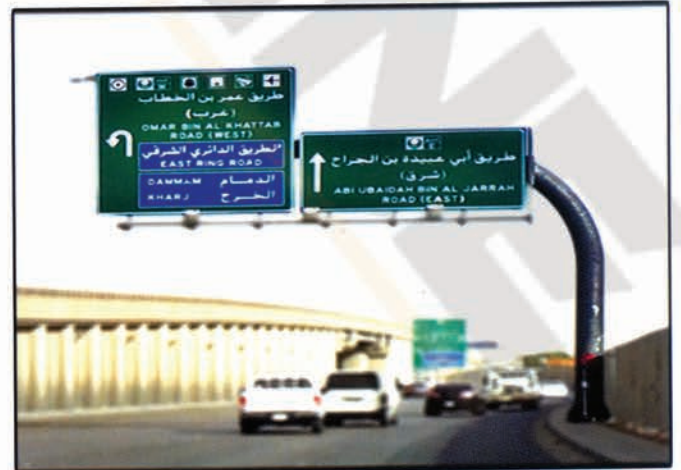 طريق عمر بن الخطاب
(غرب)
OMAR BIN AL KHATTAB
ROAD (WEST)
الطريق الدائري الشرقي
EAST RING ROAD
DAMMAM الدمام
KHARJ الخرج
طريق أبي عبيدة بن الجراح
(شرق)
ABI UBAIDAH BIN AL JARRAH
ROAD (EAST)